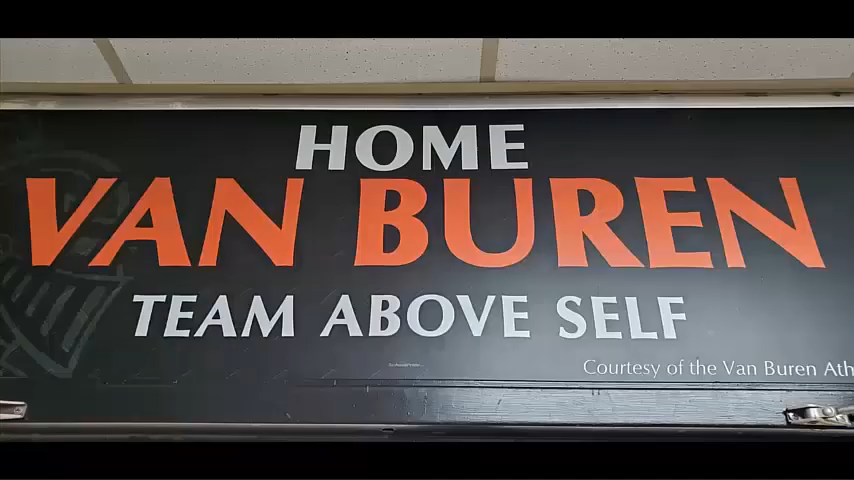 HOME
VAN BUREN
TEAM ABOVE SELF
Courtesy of the Van Buren Ath